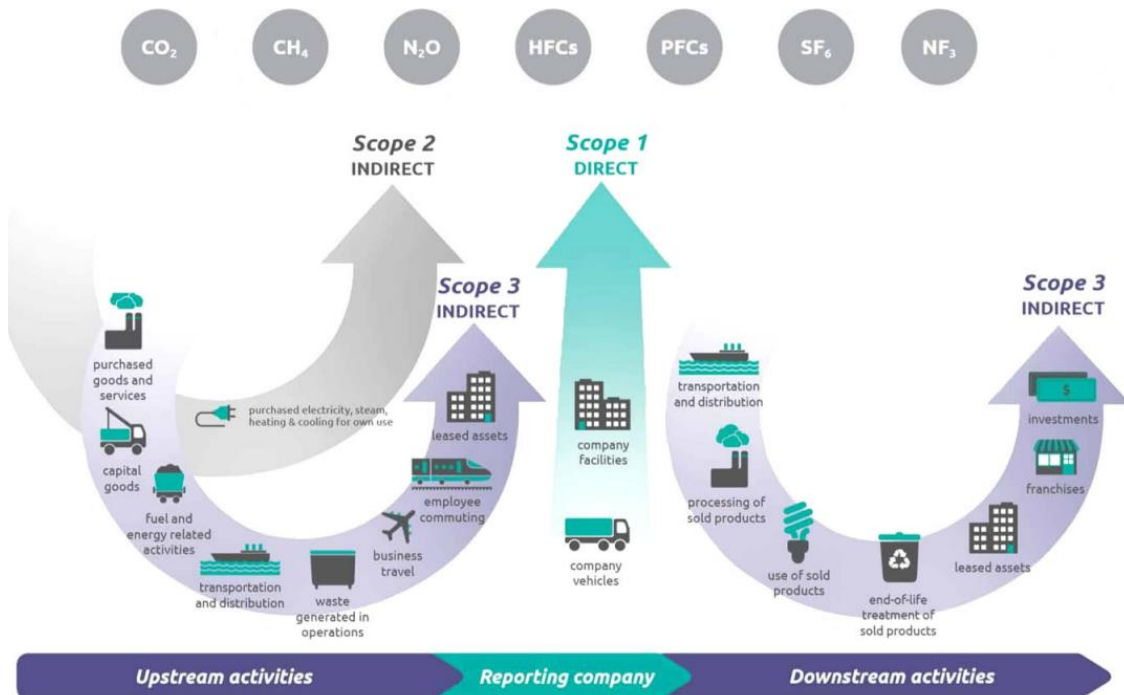 CO₂
CH₄
N₂O
HFCs
PFCs
SF₆
NF₃
Scope 2
INDIRECT
Scope 1
DIRECT
Scope 3
INDIRECT
Scope 3
INDIRECT
purchased
goods and
services
capital
goods
fuel and
energy related
activities
transportation
and distribution
waste
generated in
operations
business
travel
employee
commuting
leased assets
purchased electricity, steam,
heating & cooling for own use
company
facilities
company
vehicles
transportation
and distribution
processing of
sold products
use of sold
products
end-of-life
treatment of
sold products
leased assets
franchises
$
investments
Upstream activities
Reporting company
Downstream activities